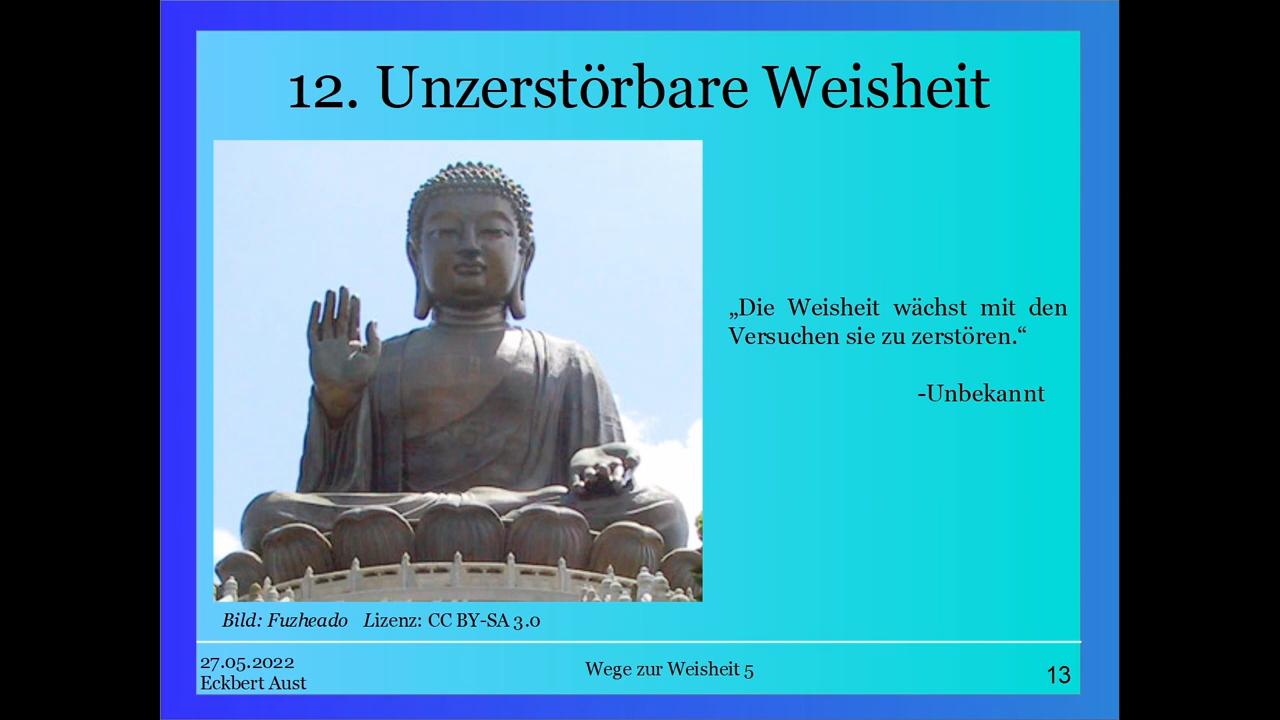 12. Unzerstörbare Weisheit
„Die Weisheit wächst mit den
Versuchen sie zu zerstören.“
-Unbekannt
Bild: Fuzheado Lizenz: CC BY-SA 3.0
27.05.2022
Eckbert Aust
Wege zur Weisheit 5
13